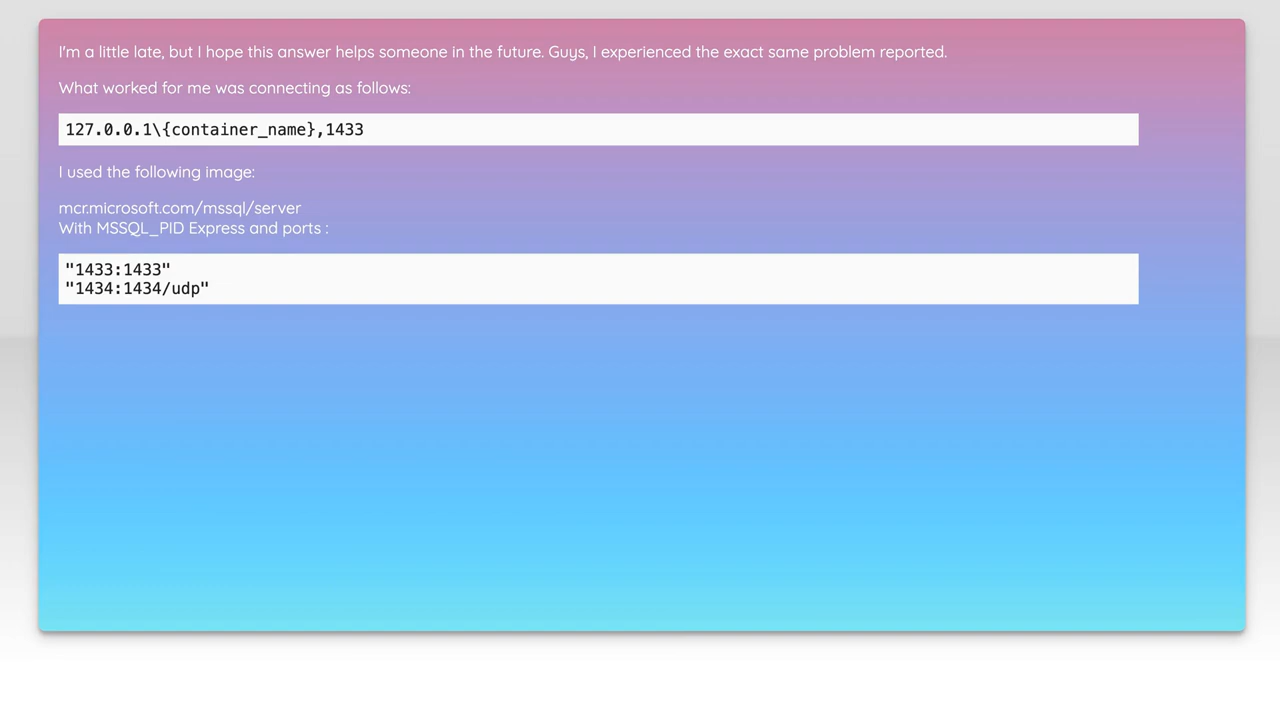 I'm a little late, but I hope this answer helps someone in the future. Guys, I experienced the exact same problem reported.
What worked for me was connecting as follows:
127.0.0.1\{container_name},1433
I used the following image:
mcr.microsoft.com/mssql/server
With MSSQL_PID Express and ports :
"1433:1433"
"1434:1434/udp"